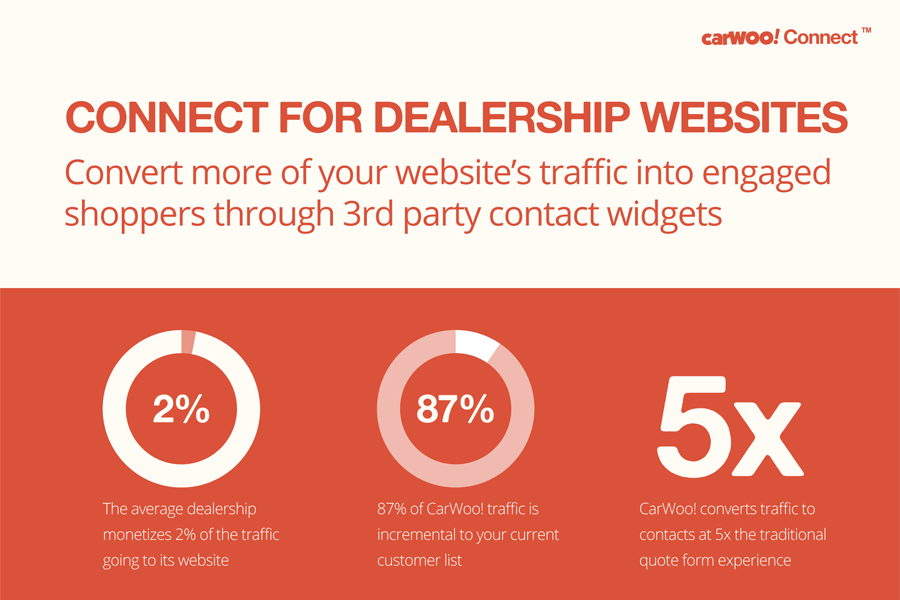 carwoo! Connect ™
CONNECT FOR DEALERSHIP WEBSITES
Convert more of your website’s traffic into engaged
shoppers through 3rd party contact widgets
2%
The average dealership
monetizes 2% of the traffic
going to its website
87%
87% of CarWoo! traffic is
incremental to your current
customer list
5x
CarWoo! converts traffic to
contacts at 5x the traditional
quote form experience